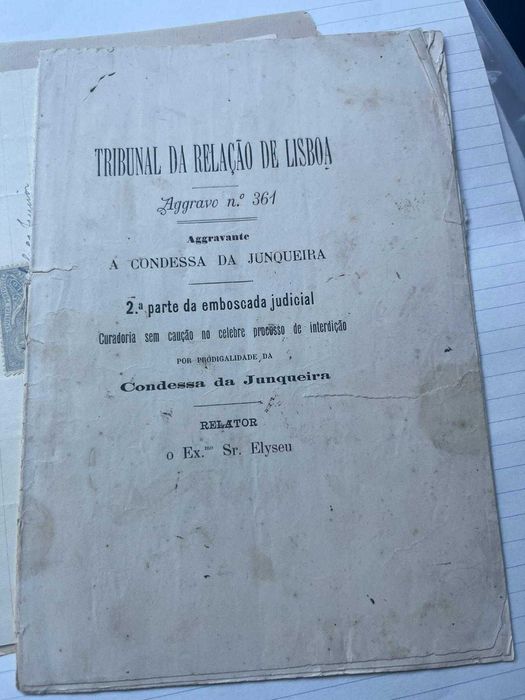 TRIBUNAL DA RELAÇÃO DE LISBOA
Aggravo n.º 361
Aggravante
A CONDESSA DA JUNQUEIRA
2.ª parte da emboscada judicial
Curadoria sem caução no celebre processo de interdição
POR PRODIGALIDADE DA
Condessa da Junqueira
RELATOR
o Ex.mo Sr. Elyseu